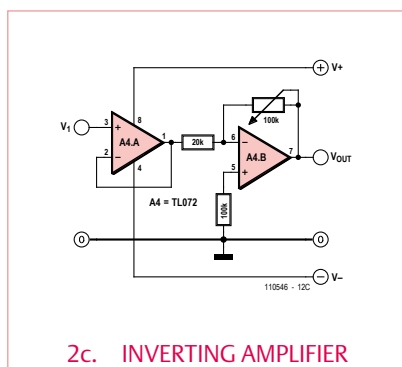 V+
3
8
V1
+
A4.A
1
100k
2
−
20k
6
−
A4.B
7
VOUT
4
5
+
A4 = TL072
100k
0
0
V−
110546 - 12C
2c. INVERTING AMPLIFIER